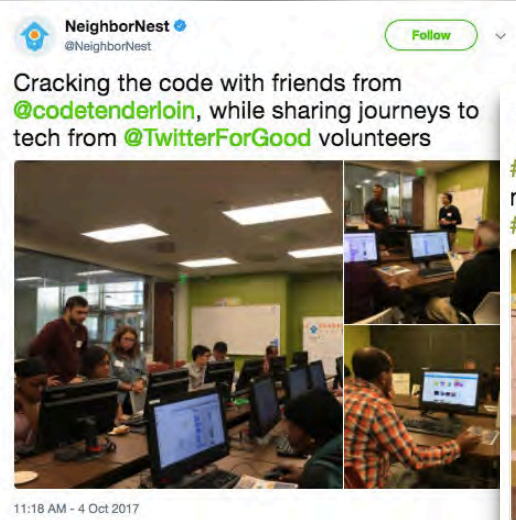 NeighborNest
@NeighborNest
Follow
Cracking the code with friends from
@codetenderloin, while sharing journeys to
tech from @TwitterForGood volunteers
11:18 AM - 4 Oct 2017